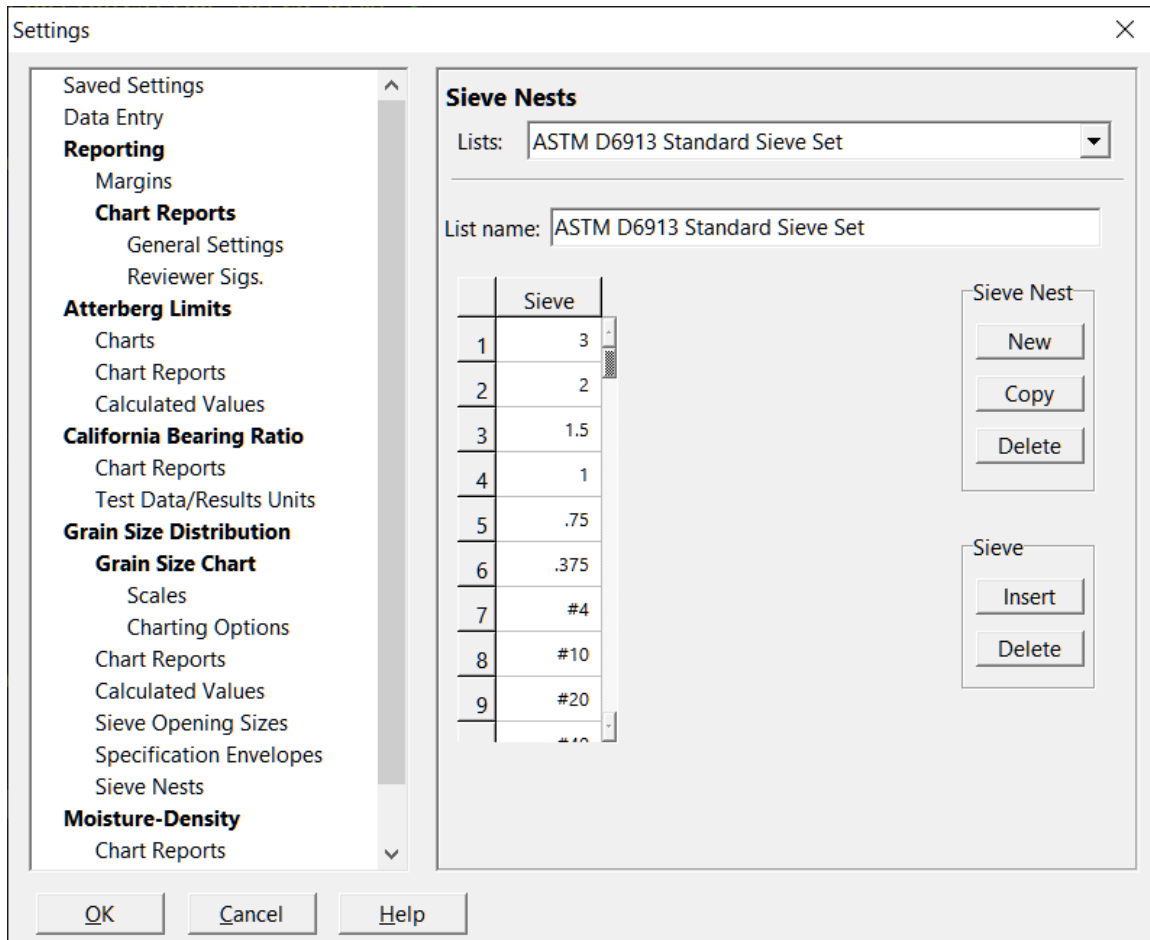 Settings
Saved Settings
Data Entry
Reporting
Margins
Chart Reports
General Settings
Reviewer Sigs.
Atterberg Limits
Charts
Chart Reports
Calculated Values
California Bearing Ratio
Chart Reports
Test Data/Results Units
Grain Size Distribution
Grain Size Chart
Scales
Charting Options
Chart Reports
Calculated Values
Sieve Opening Sizes
Specification Envelopes
Sieve Nests
Moisture-Density
Chart Reports
Sieve Nests
Lists: ASTM D6913 Standard Sieve Set
List name: ASTM D6913 Standard Sieve Set
Sieve
1 3
2 2
3 1.5
4 1
5 .75
6 .375
7 #4
8 #10
9 #20
Sieve Nest
New
Copy
Delete
Sieve
Insert
Delete
OK Cancel Help